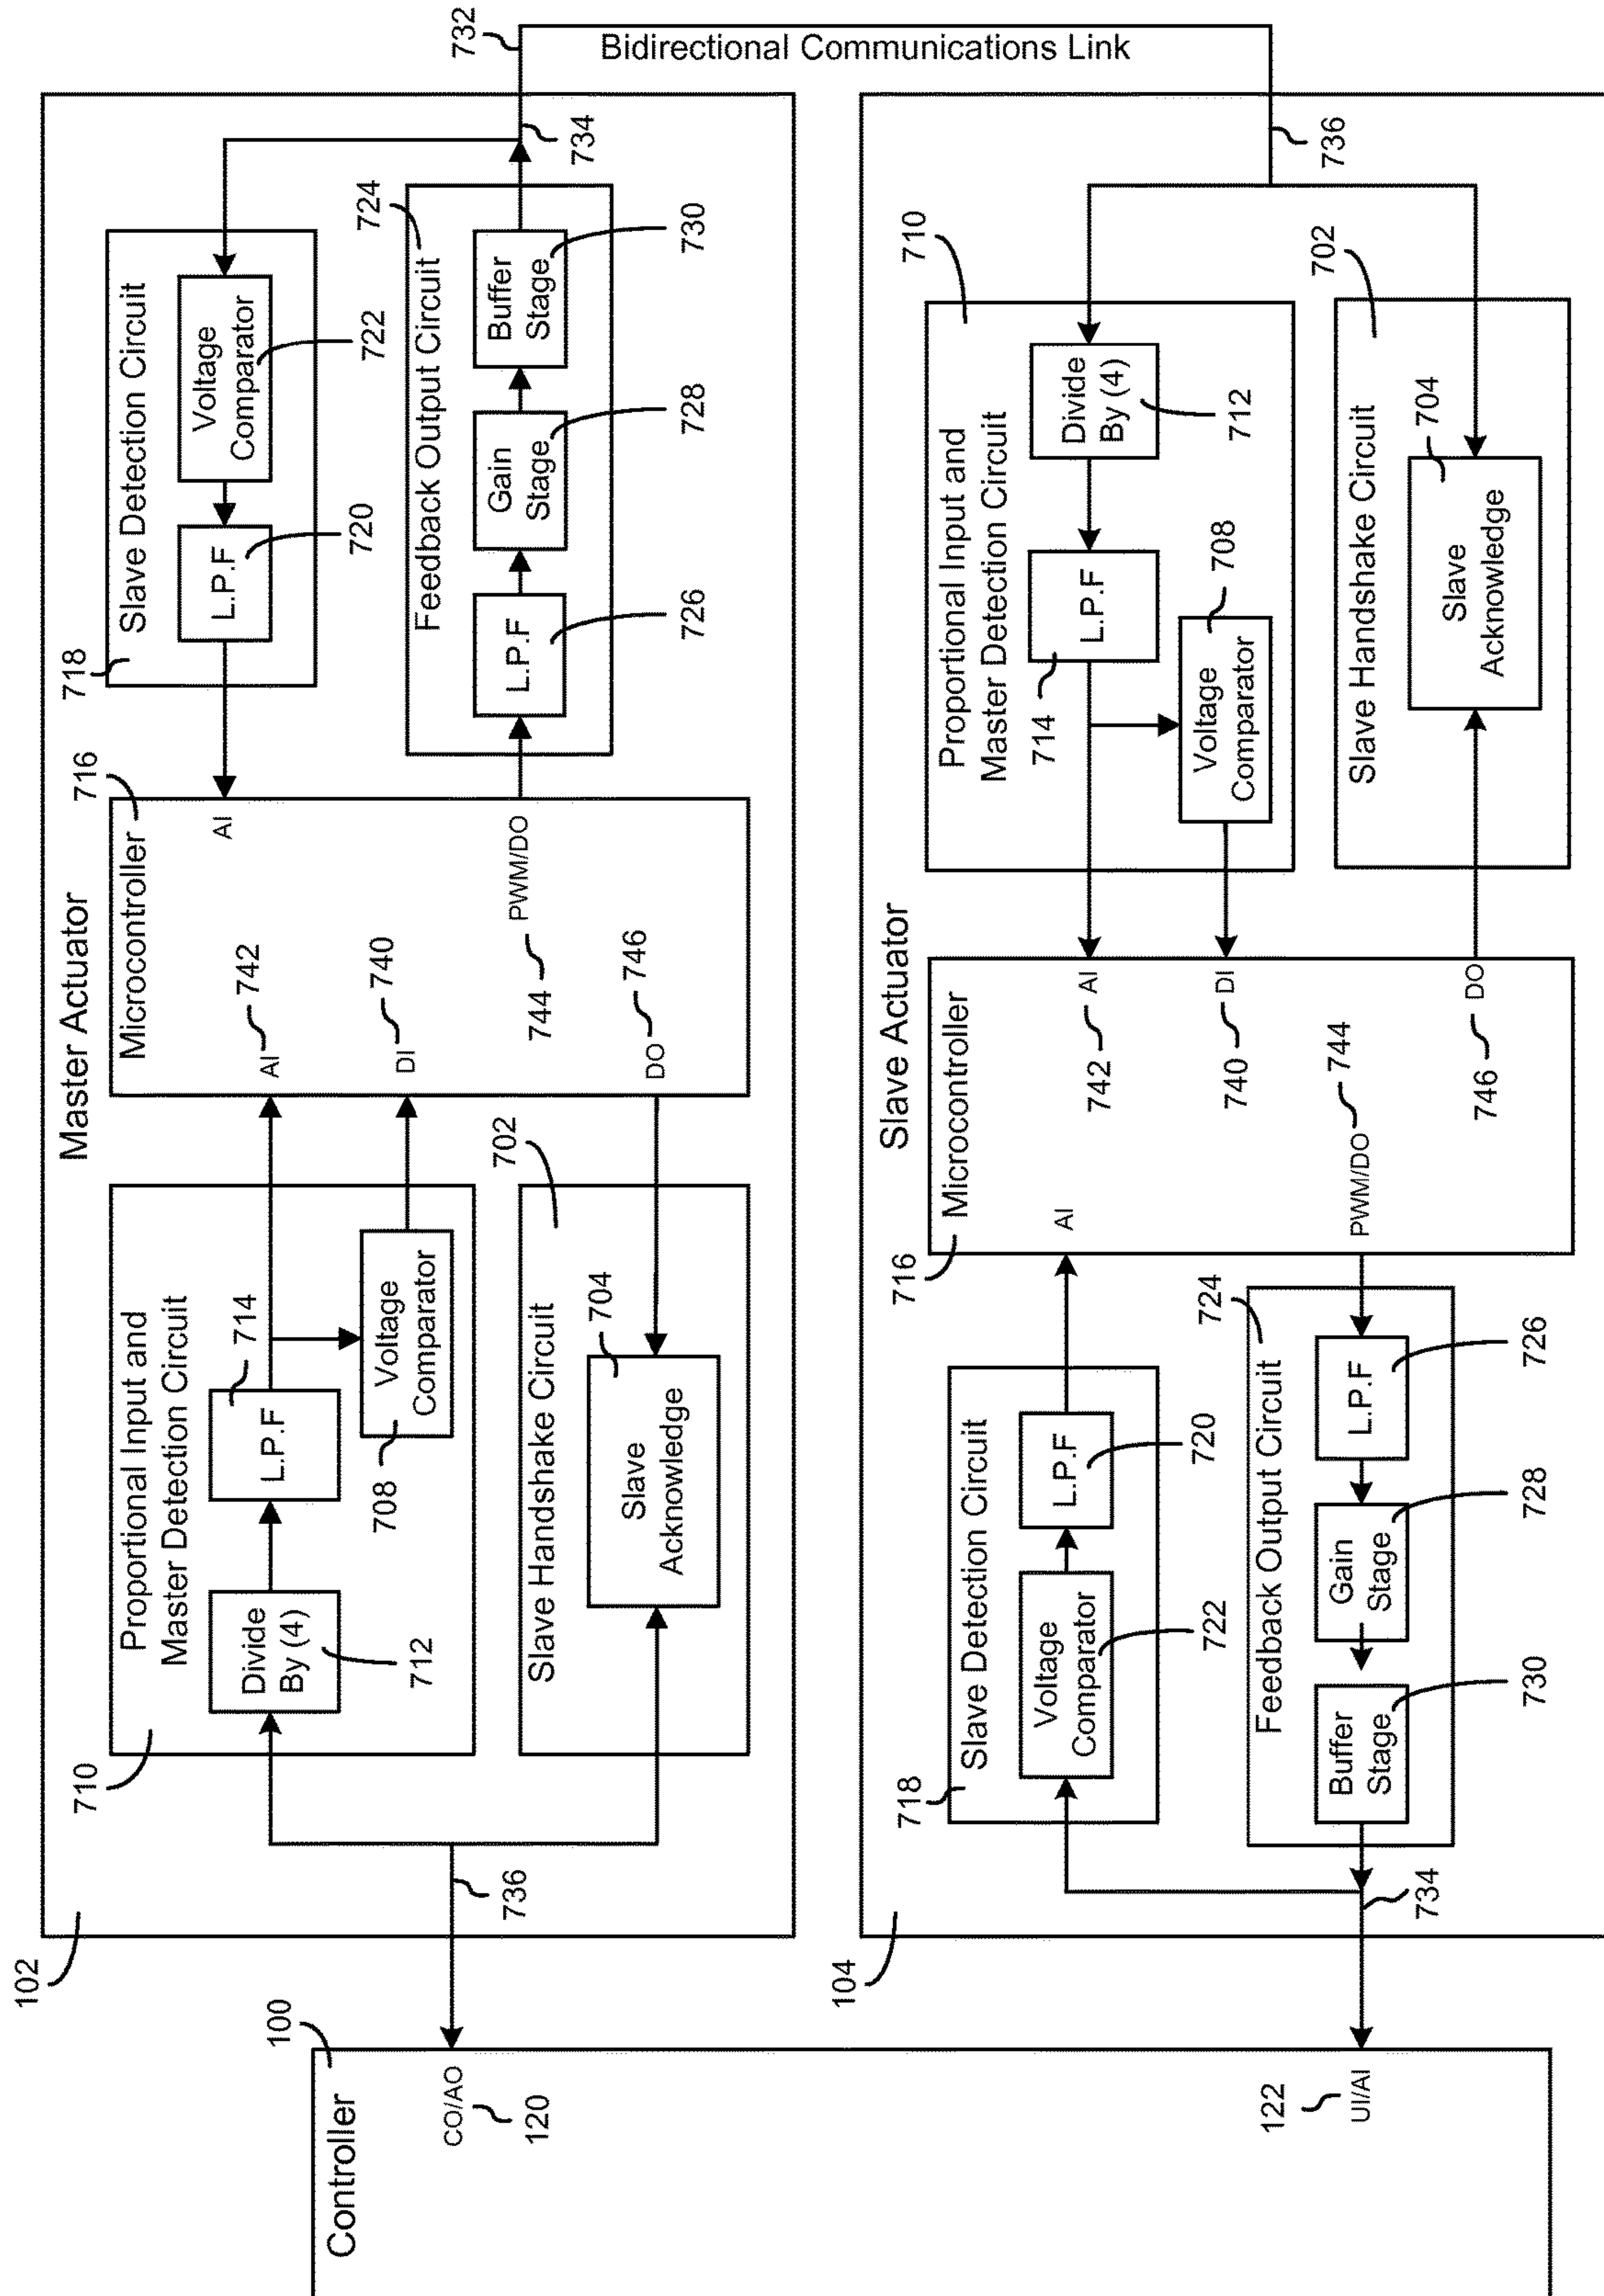 Controller
100
CO/AO
120
122
UI/AI
102
Master Actuator
710
Proportional Input and
Master Detection Circuit
Divide
By (4)
712
L.P.F
714
Voltage
Comparator
708
736
Slave Handshake Circuit
702
Slave
Acknowledge
704
Microcontroller
716
AI
742
DI
740
PWM/DO
744
DO
746
AI
718
Slave Detection Circuit
L.P.F
720
Voltage
Comparator
722
Feedback Output Circuit
724
L.P.F
726
Gain
Stage
728
Buffer
Stage
730
734
732
Bidirectional Communications Link
104
Slave Actuator
718
Slave Detection Circuit
Voltage
Comparator
722
L.P.F
720
Feedback Output Circuit
724
Buffer
Stage
730
Gain
Stage
728
L.P.F
726
734
Microcontroller
716
AI
PWM/DO
744
742
AI
740
DI
746
DO
Proportional Input and
Master Detection Circuit
710
L.P.F
714
Divide
By (4)
712
Voltage
Comparator
708
Slave Handshake Circuit
702
Slave
Acknowledge
704
736